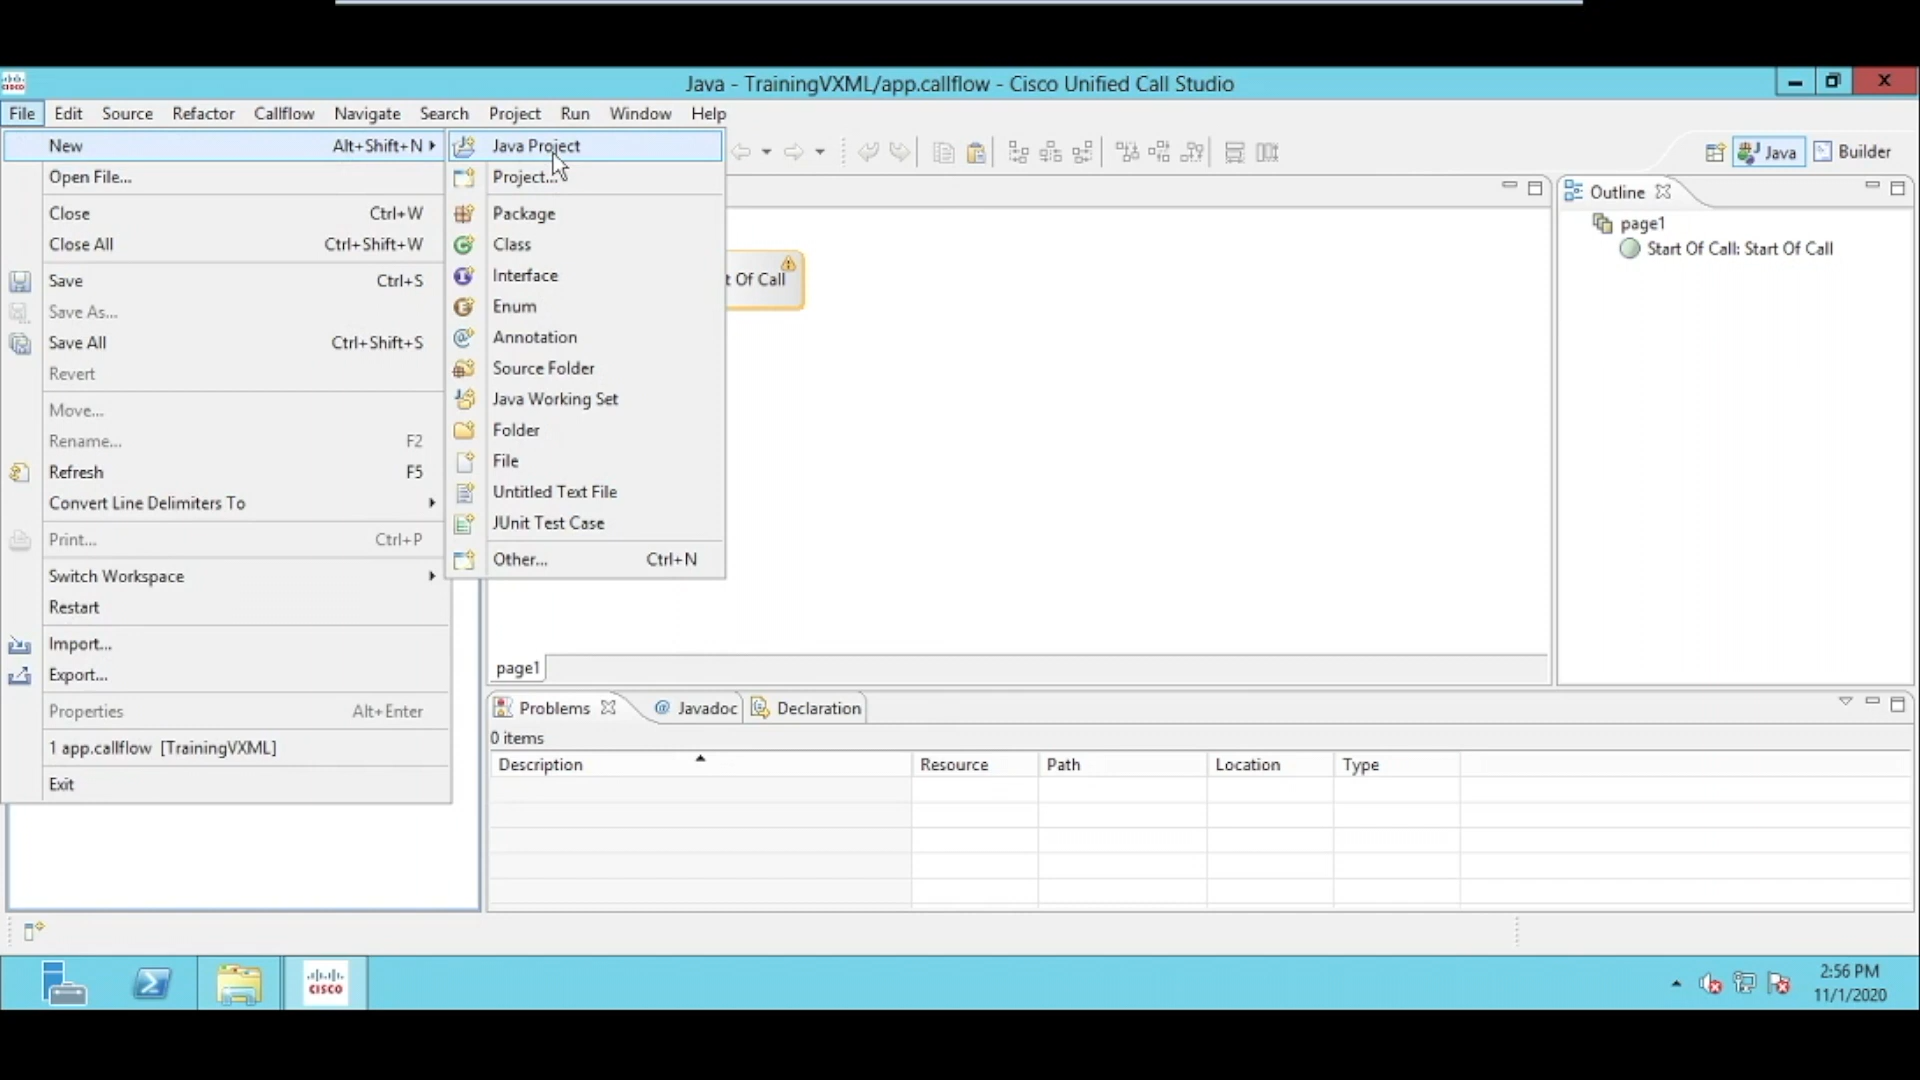 Java - TrainingVXML/app.callflow - Cisco Unified Call Studio
File Edit Source Refactor Callflow Navigate Search Project Run Window Help
New Alt+Shift+N
Open File...
Close Ctrl+W
Close All Ctrl+Shift+W
Save Ctrl+S
Save As...
Save All Ctrl+Shift+S
Revert
Move...
Rename... F2
Refresh F5
Convert Line Delimiters To
Print... Ctrl+P
Switch Workspace
Restart
Import...
Export...
Properties Alt+Enter
1 app.callflow [TrainingVXML]
Exit
Java Project
Project...
Package
Class
Interface
Enum
Annotation
Source Folder
Java Working Set
Folder
File
Untitled Text File
JUnit Test Case
Other... Ctrl+N
Java Builder
t Of Call
page1
Outline
page1
Start Of Call: Start Of Call
Problems @ Javadoc Declaration
0 items
Description Resource Path Location Type
CISCO
2:56 PM
11/1/2020